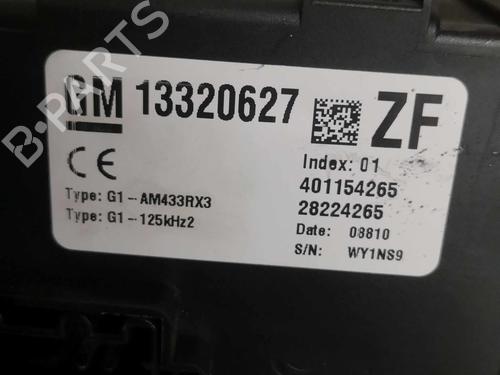 B-PARTS
GM 13320627 ZF
CE
Index: 01
401154265
Type: G1-AM433RX3
28224265
Type: G1-125kHz2
Date: 08810
S/N: WY1NS9